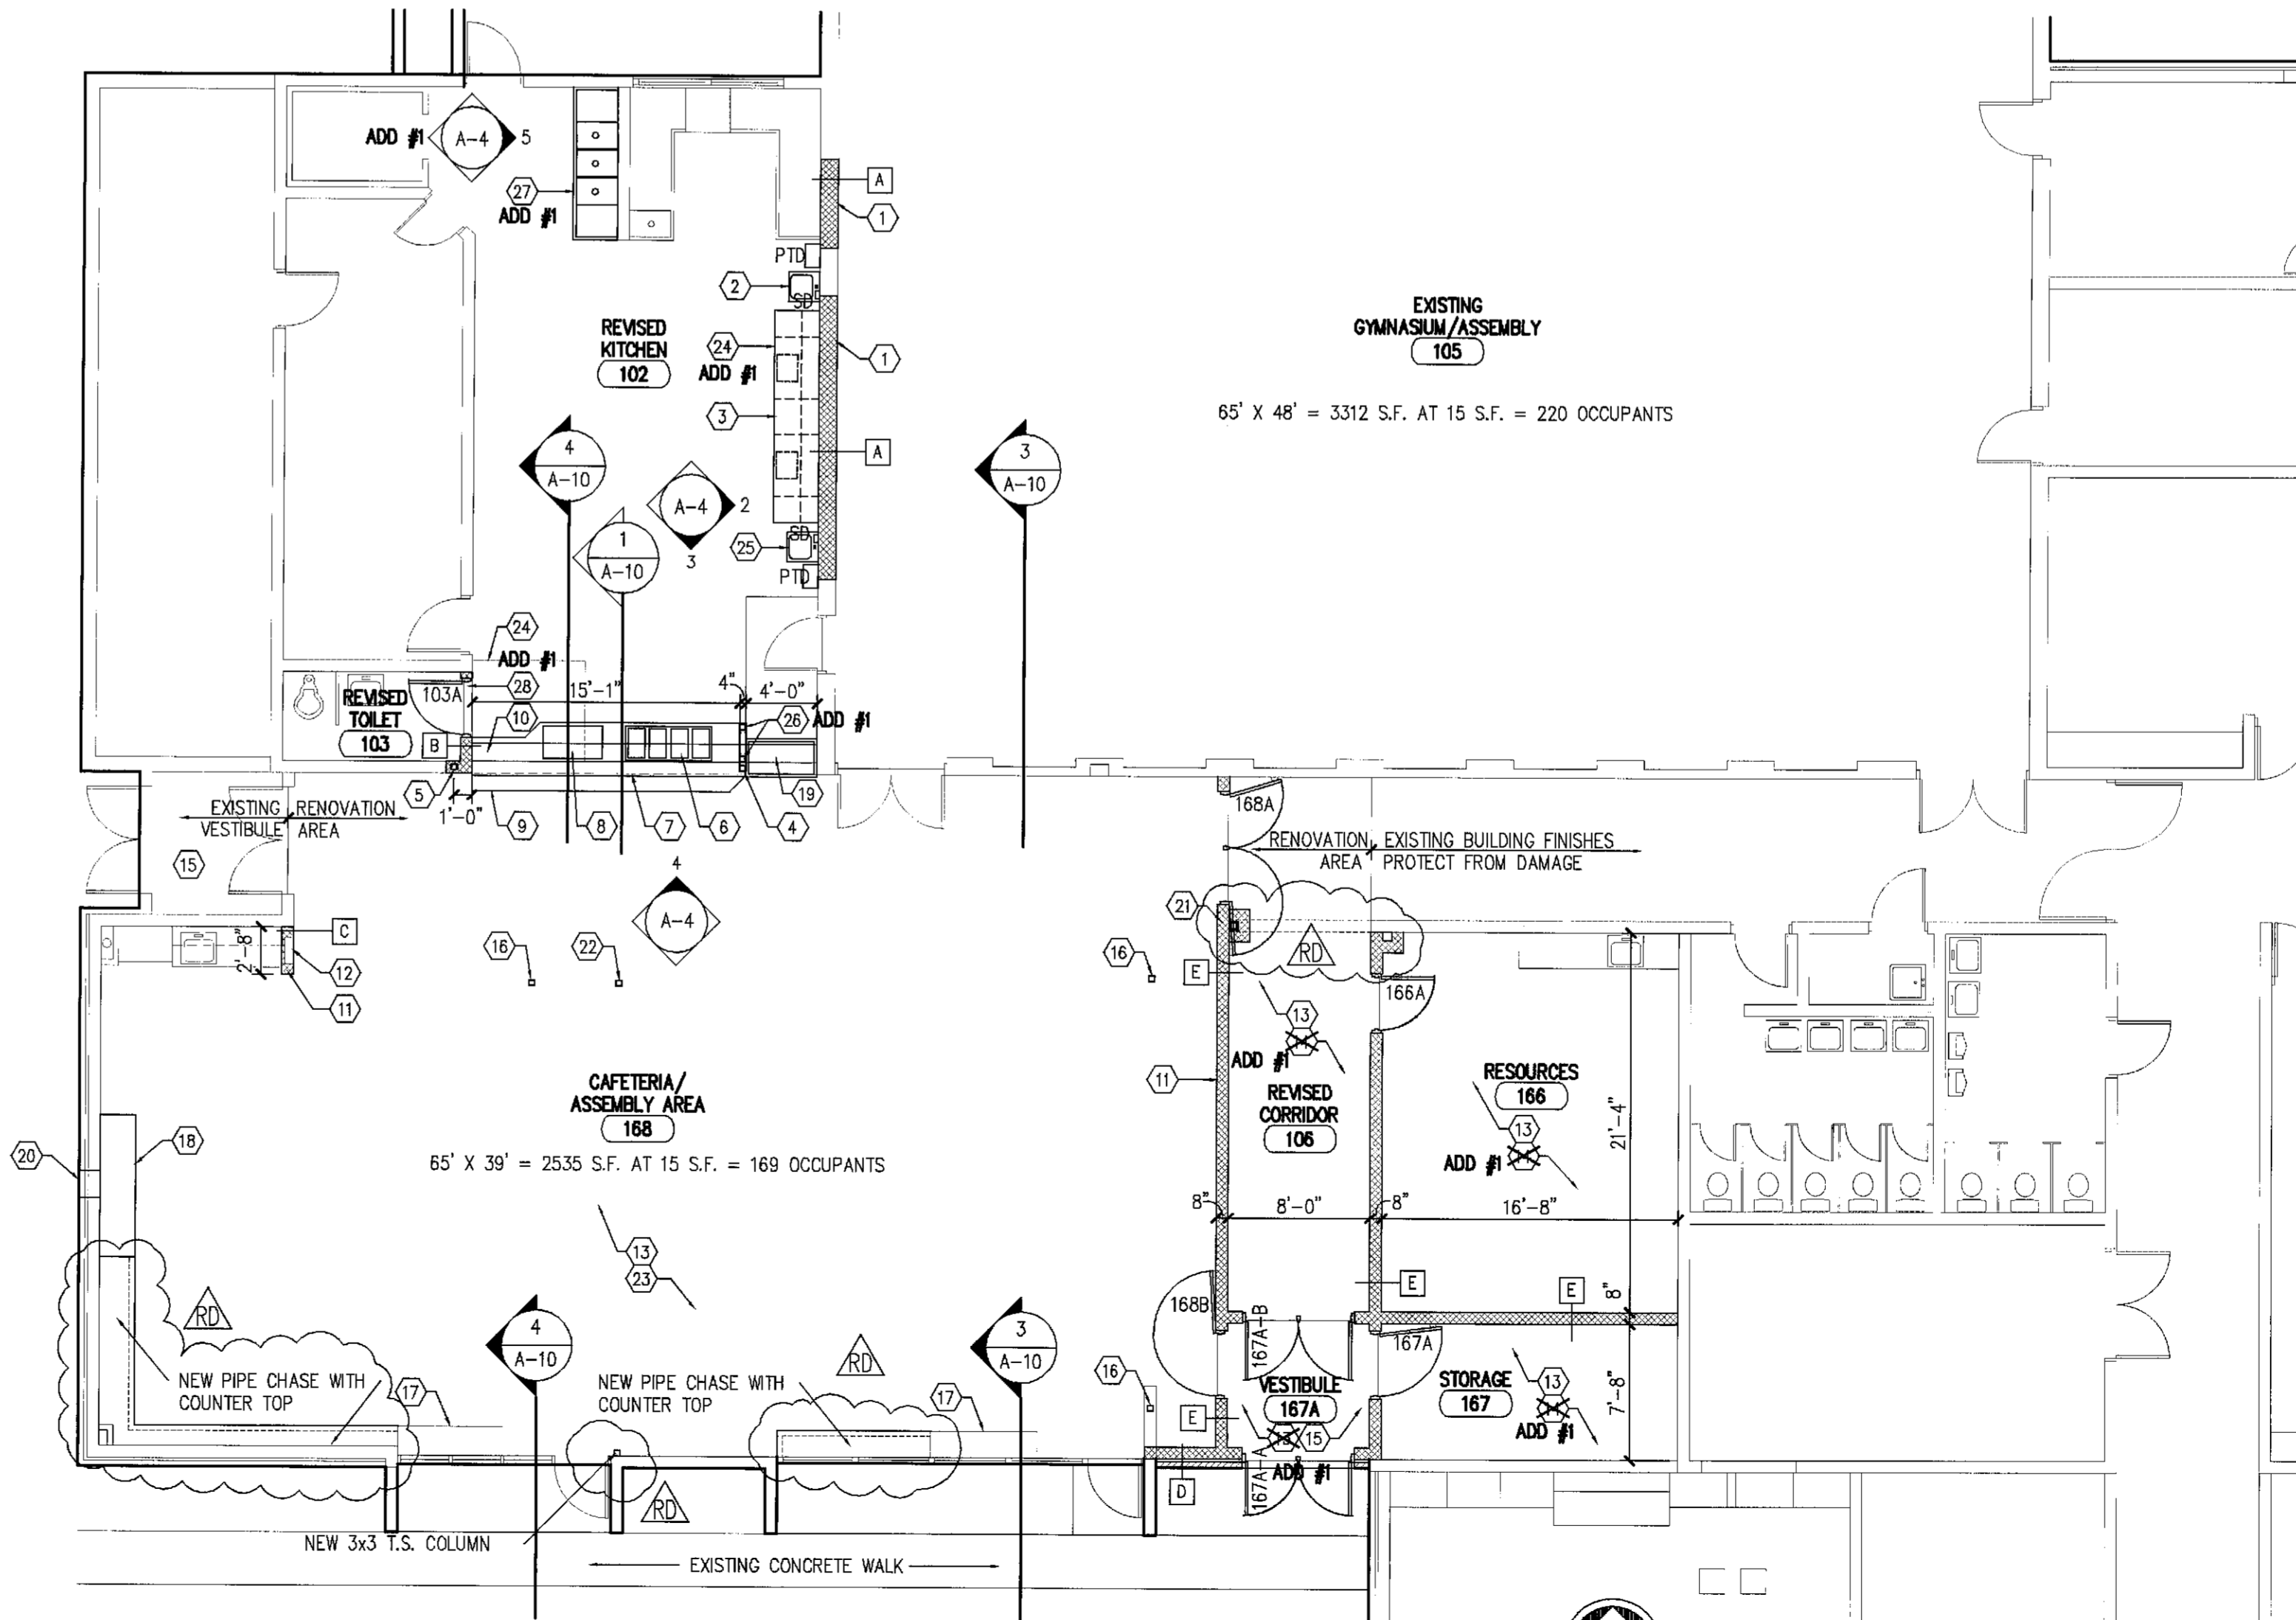 ADD #1
A-4
5
27
ADD #1
A
1
PTD
2
SD
REVISED
KITCHEN
102
24
ADD #1
1
3
EXISTING
GYMNASIUM/ASSEMBLY
105
65' X 48' = 3312 S.F. AT 15 S.F. = 220 OCCUPANTS
4
A-10
A
3
A-10
A-4
2
3
1
A-10
SD
25
PTD
24
ADD #1
103A
28
15'-1"
4"
4'-0"
REVISED
TOILET
103
10
26
ADD #1
B
5
1'-0"
9
8
7
6
4
19
EXISTING
VESTIBULE
RENOVATION
AREA
15
168A
RENOVATION
AREA
EXISTING BUILDING FINISHES
PROTECT FROM DAMAGE
4
A-4
21
RD
C
2'-8"
12
11
16
22
16
E
166A
13
14
ADD #1
REVISED
CORRIDOR
106
11
RESOURCES
166
13
14
ADD #1
21'-4"
CAFETERIA/
ASSEMBLY AREA
168
65' X 39' = 2535 S.F. AT 15 S.F. = 169 OCCUPANTS
18
20
8"
8'-0"
8"
16'-8"
13
23
E
E
8"
RD
168B
167A-B
167A
4
A-10
3
A-10
RD
16
NEW PIPE CHASE WITH
COUNTER TOP
17
NEW PIPE CHASE WITH
COUNTER TOP
17
VESTIBULE
167A
STORAGE
167
13
14
ADD #1
7'-8"
E
13
15
ADD #1
167A-A
D
RD
NEW 3x3 T.S. COLUMN
EXISTING CONCRETE WALK